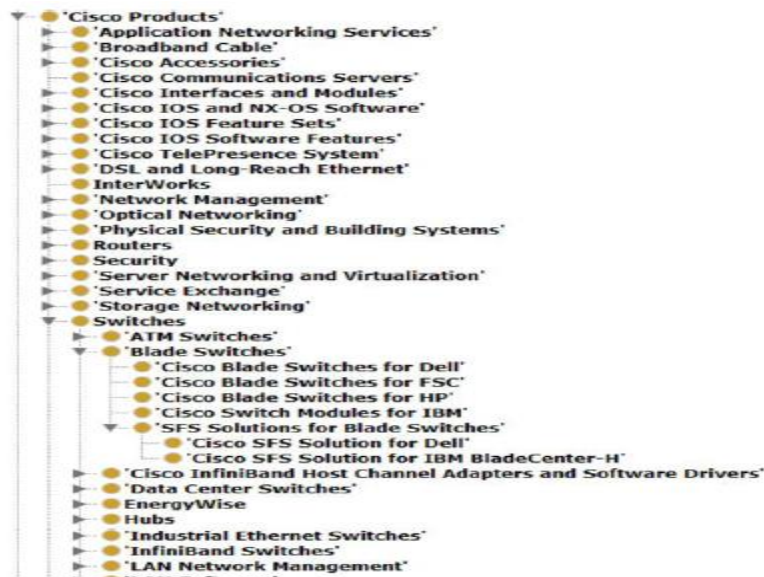 'Cisco Products'
'Application Networking Services'
'Broadband Cable'
'Cisco Accessories'
'Cisco Communications Servers'
'Cisco Interfaces and Modules'
'Cisco IOS and NX-OS Software'
'Cisco IOS Feature Sets'
'Cisco IOS Software Features'
'Cisco TelePresence System'
'DSL and Long-Reach Ethernet'
InterWorks
'Network Management'
'Optical Networking'
'Physical Security and Building Systems'
Routers
Security
'Server Networking and Virtualization'
'Service Exchange'
'Storage Networking'
Switches
'ATM Switches'
'Blade Switches'
'Cisco Blade Switches for Dell'
'Cisco Blade Switches for FSC'
'Cisco Blade Switches for HP'
'Cisco Switch Modules for IBM'
'SFS Solutions for Blade Switches'
'Cisco SFS Solution for Dell'
'Cisco SFS Solution for IBM BladeCenter-H'
'Cisco InfiniBand Host Channel Adapters and Software Drivers'
'Data Center Switches'
EnergyWise
Hubs
'Industrial Ethernet Switches'
'InfiniBand Switches'
'LAN Network Management'